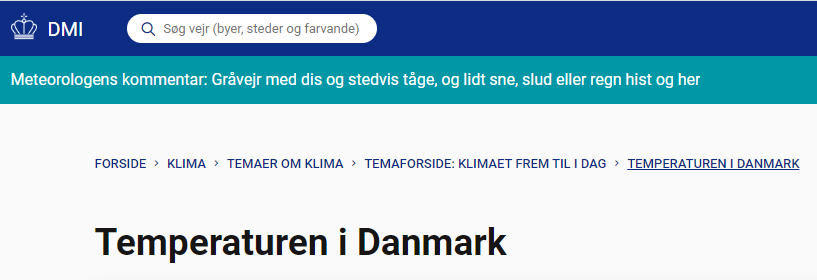 DMI
Søg vejr (byer, steder og farvande)
Meteorologens kommentar: Gråvejr med dis og stedvis tåge, og lidt sne, slud eller regn hist og her
FORSIDE > KLIMA > TEMAER OM KLIMA > TEMAFORSIDE: KLIMAET FREM TIL I DAG > TEMPERATUREN I DANMARK
Temperaturen i Danmark